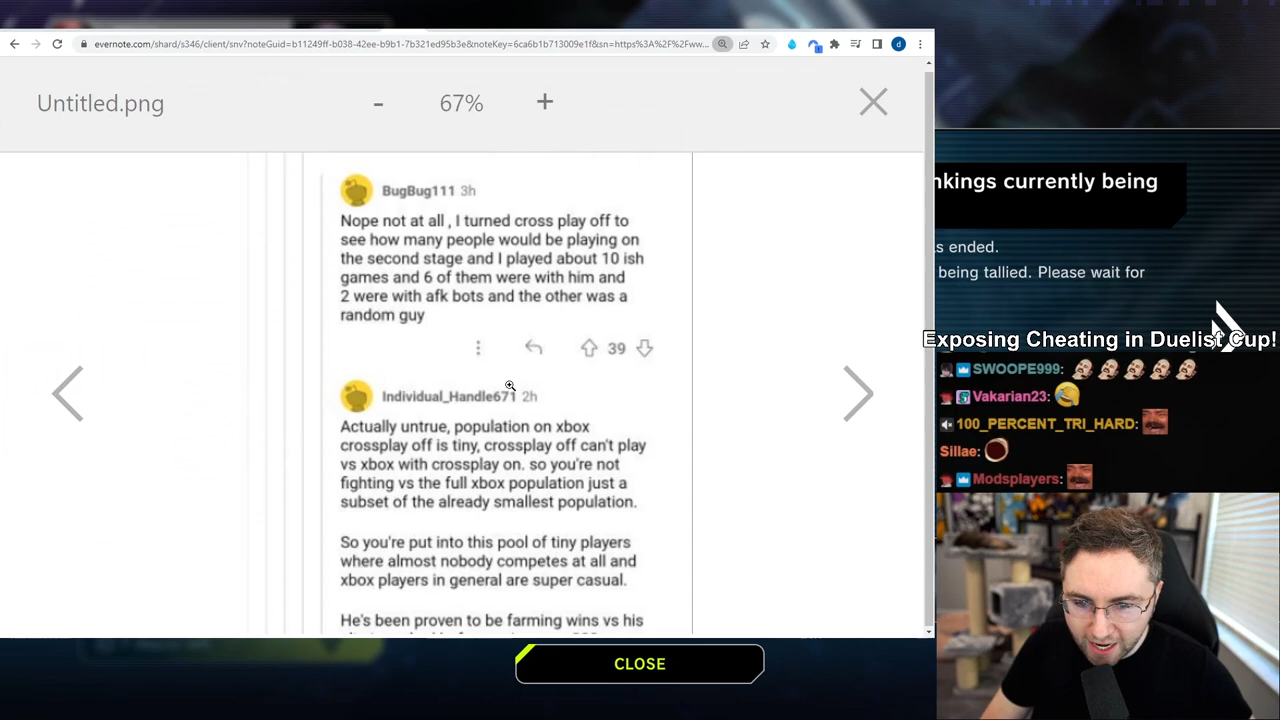 evernote.com/shard/s346/client/snv?noteGuid=b11249ff-b038-42ee-b9b1-7b321ed95b3e&noteKey=6ca6b1b713009e1f&sn=https%3A%2F%2Fww...
Untitled.png
- 67% +
BugBug111 3h
Nope not at all , I turned cross play off to
see how many people would be playing on
the second stage and I played about 10 ish
games and 6 of them were with him and
2 were with afk bots and the other was a
random guy
39
Individual_Handle671 2h
Actually untrue, population on xbox
crossplay off is tiny, crossplay off can't play
vs xbox with crossplay on. so you're not
fighting vs the full xbox population just a
subset of the already smallest population.
So you're put into this pool of tiny players
where almost nobody competes at all and
xbox players in general are super casual.
He's been proven to be farming wins vs his
nkings currently being
s ended.
being tallied. Please wait for
Exposing Cheating in Duelist Cup!
SWOOPE999:
Vakarian23:
100_PERCENT_TRI_HARD:
Sillae:
Modsplayers:
CLOSE